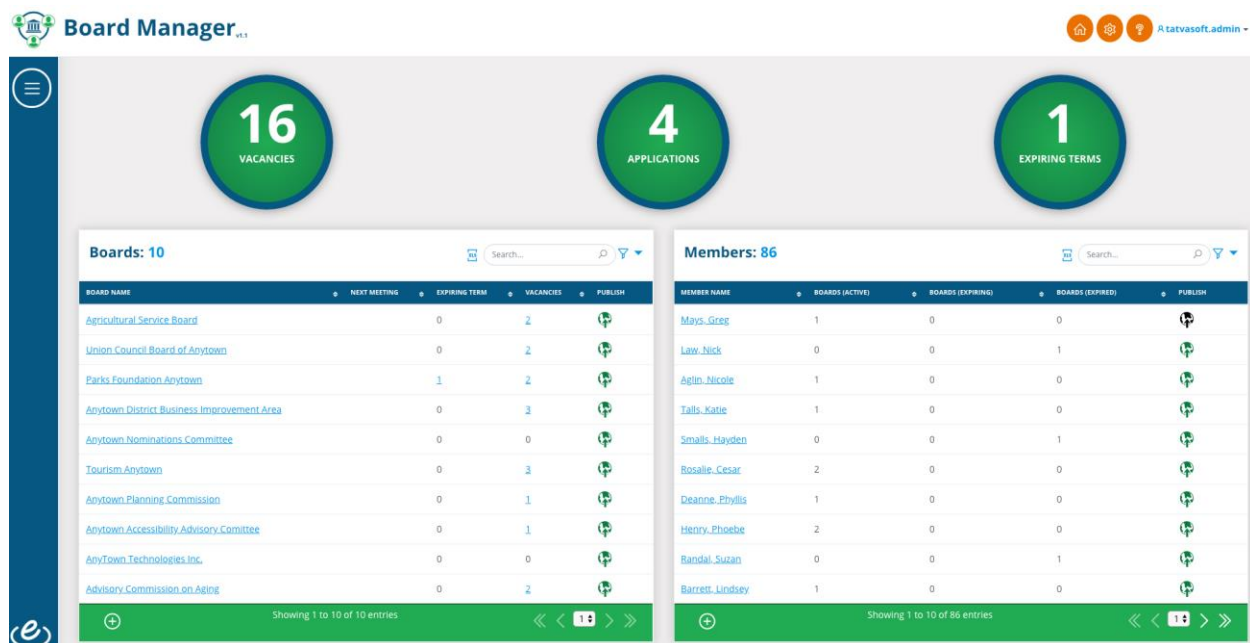 Board Manager v1.1
tatvasoft.admin
16
VACANCIES
4
APPLICATIONS
1
EXPIRING TERMS
Boards: 10
Search...
BOARD NAME NEXT MEETING EXPIRING TERM VACANCIES PUBLISH
Agricultural Service Board 0 2
Union Council Board of Anytown 0 2
Parks Foundation Anytown 1 2
Anytown District Business Improvement Area 0 3
Anytown Nominations Committee 0 0
Tourism Anytown 0 3
Anytown Planning Commission 0 1
Anytown Accessibility Advisory Comittee 0 1
AnyTown Technologies Inc. 0 0
Advisory Commission on Aging 0 2
Showing 1 to 10 of 10 entries
1
Members: 86
Search...
MEMBER NAME BOARDS (ACTIVE) BOARDS (EXPIRING) BOARDS (EXPIRED) PUBLISH
Mays, Greg 1 0 0
Law, Nick 0 0 1
Aglin, Nicole 1 0 0
Talls, Katie 1 0 0
Smalls, Hayden 0 0 1
Rosalie, Cesar 2 0 0
Deanne, Phyllis 1 0 0
Henry, Phoebe 2 0 0
Randal, Suzan 0 0 1
Barrett, Lindsey 1 0 0
Showing 1 to 10 of 86 entries
1
e